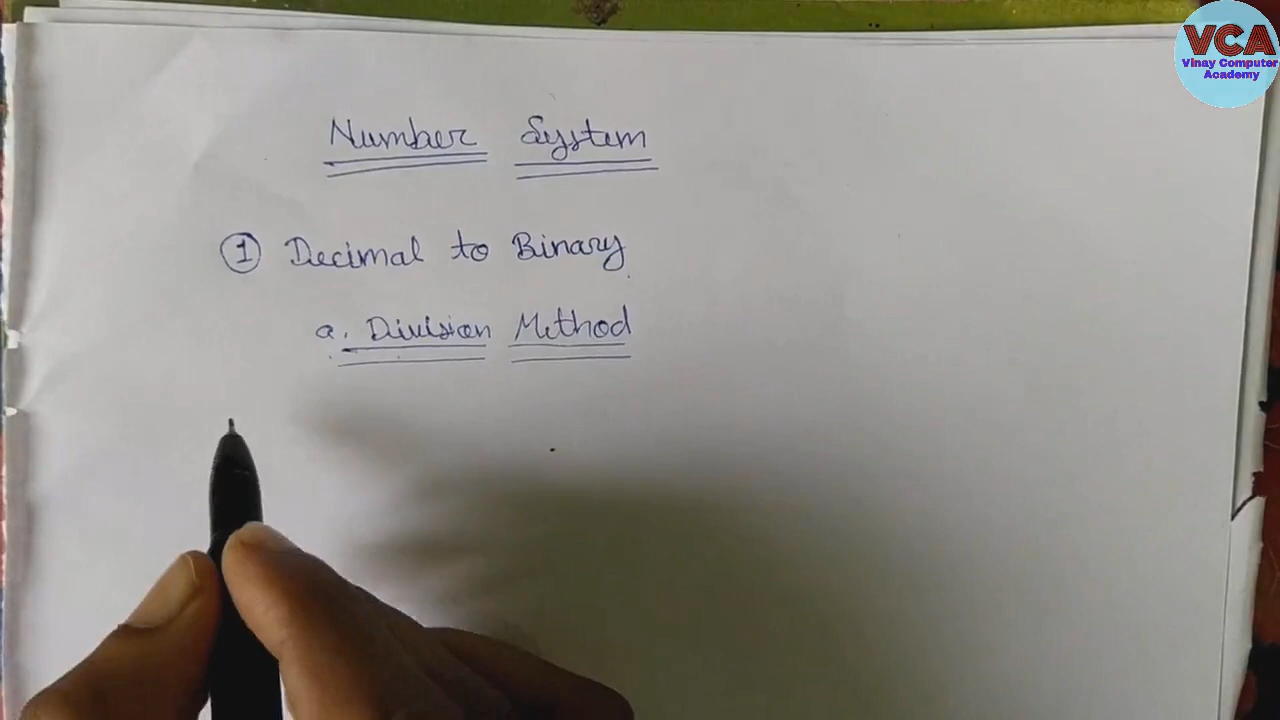 VCA
Vinay Computer
Academy
Number System
① Decimal to Binary
a. Division Method